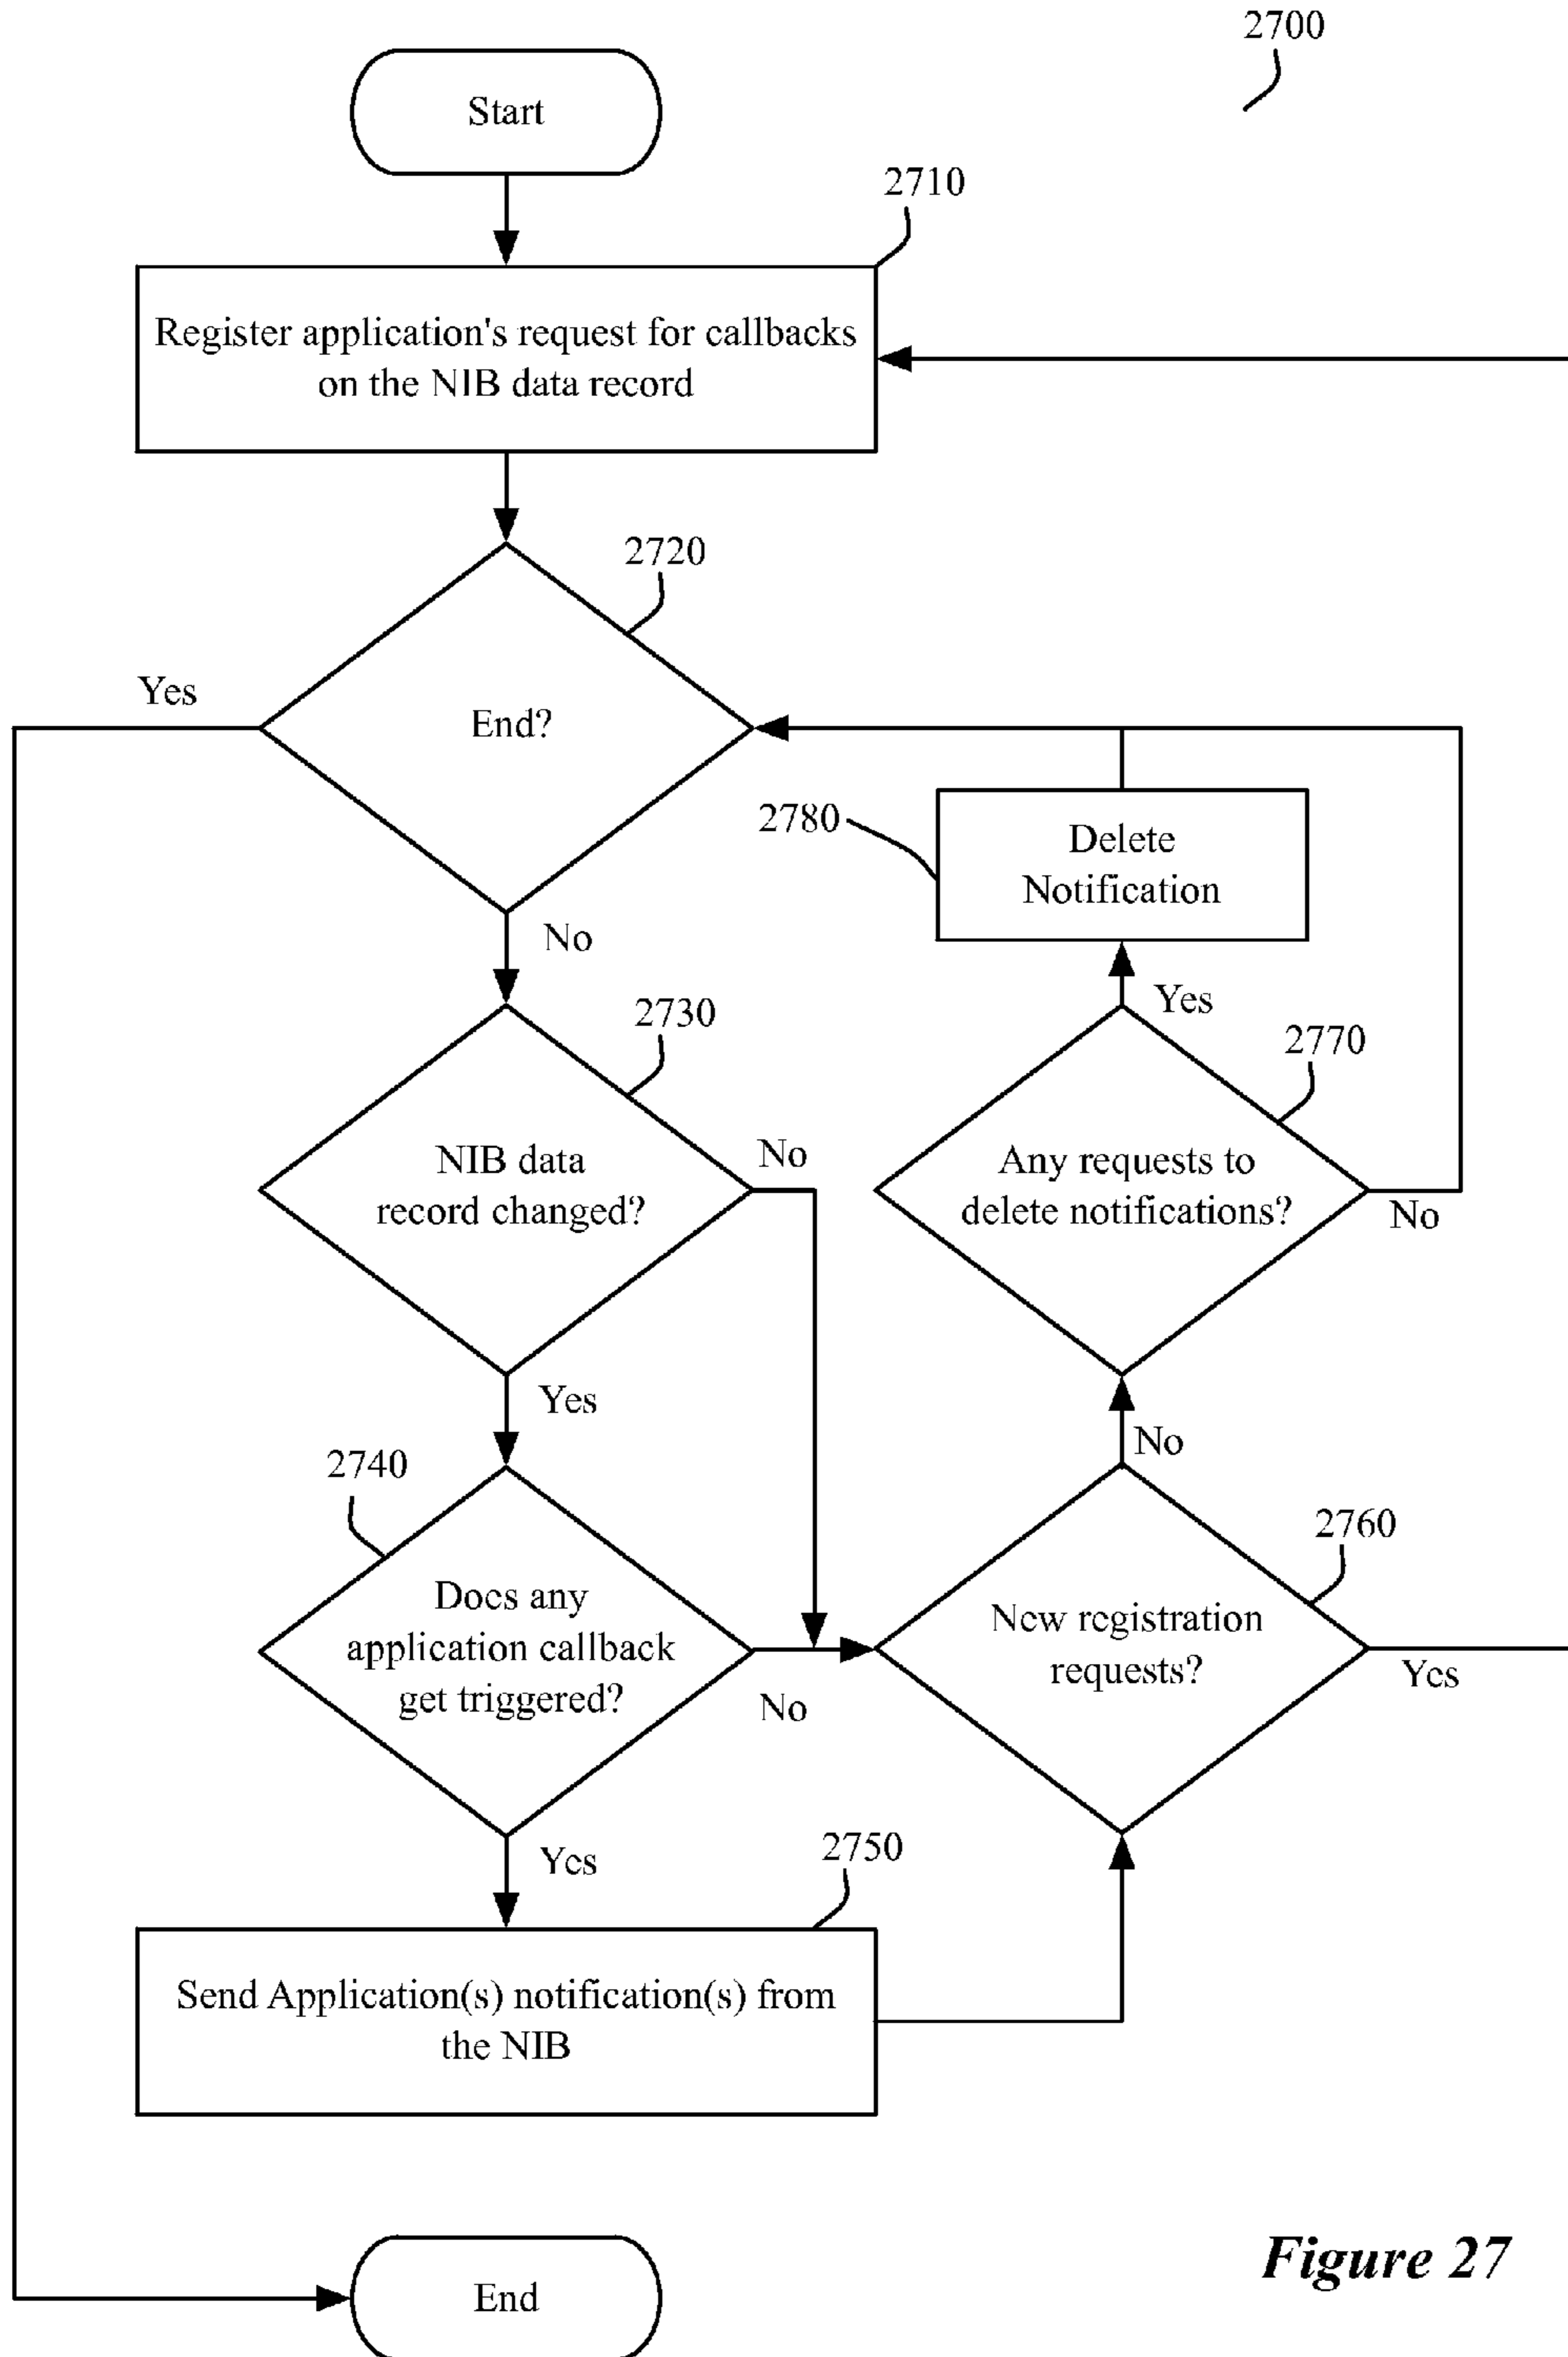 2700
Start
2710
Register application's request for callbacks
on the NIB data record
2720
Yes
End?
2780
Delete
Notification
No
2730
Yes
2770
NIB data
record changed?
No
Any requests to
delete notifications?
No
Yes
No
2740
2760
Does any
application callback
get triggered?
No
New registration
requests?
Yes
Yes
2750
Send Application(s) notification(s) from
the NIB
Figure 27
End